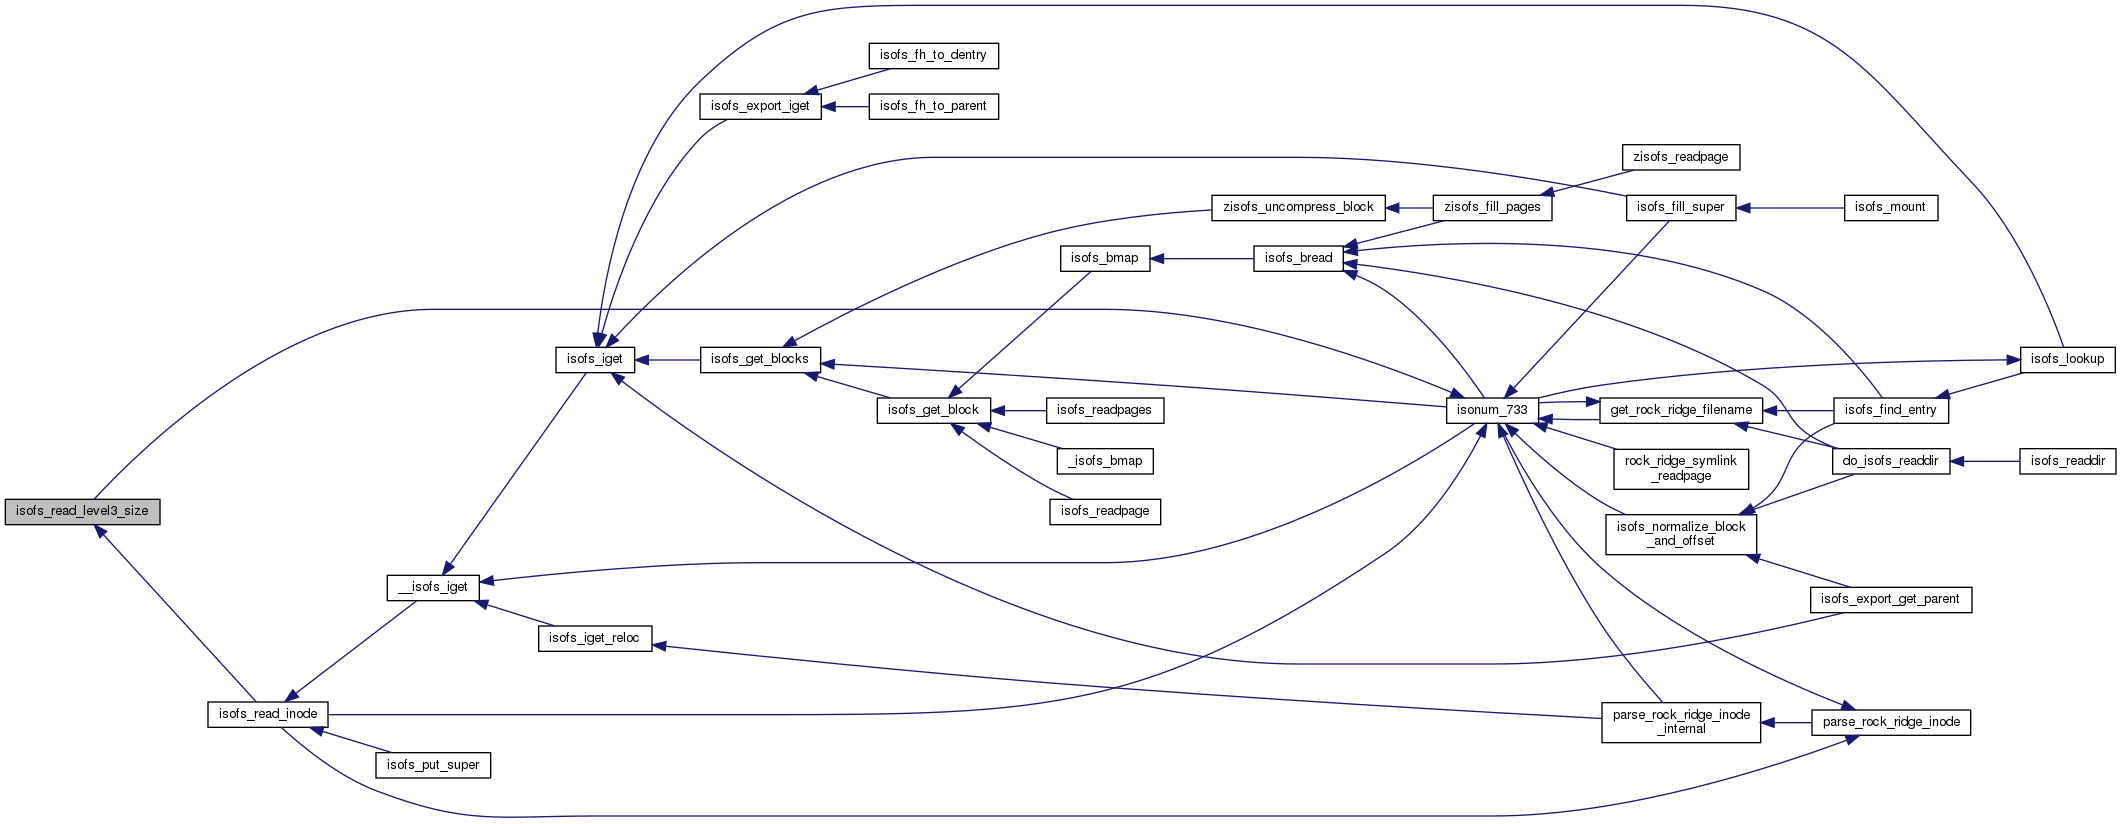 isofs_fh_to_dentry
isofs_export_iget
isofs_fh_to_parent
zisofs_readpage
zisofs_uncompress_block
zisofs_fill_pages
isofs_fill_super
isofs_mount
isofs_bmap
isofs_bread
isofs_iget
isofs_get_blocks
isofs_lookup
isofs_get_block
isofs_readpages
isonum_733
get_rock_ridge_filename
isofs_find_entry
_isofs_bmap
rock_ridge_symlink
_readpage
do_isofs_readdir
isofs_readdir
isofs_read_level3_size
isofs_readpage
isofs_normalize_block
_and_offset
__isofs_iget
isofs_export_get_parent
isofs_iget_reloc
isofs_read_inode
parse_rock_ridge_inode
_internal
parse_rock_ridge_inode
isofs_put_super